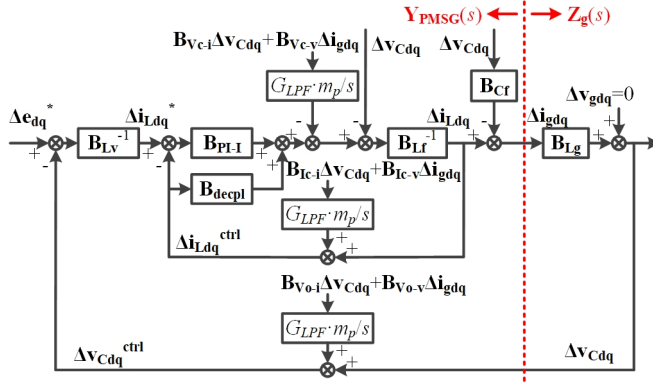 Y_PMSG(s) Z_g(s)
B_Vc-iΔv_Cdq+B_Vc-vΔi_gdq
Δv_Cdq
Δv_Cdq
G_LPF·m_p/s
B_Cf
Δv_gdq=0
Δe_dq^*
Δi_Ldq^*
Δi_Ldq
Δi_gdq
B_Lv^-1
B_PI-I
B_Lf^-1
B_Lg
B_decpl
B_Ic-iΔv_Cdq+B_Ic-vΔi_gdq
G_LPF·m_p/s
Δi_Ldq^ctrl
B_Vo-iΔv_Cdq+B_Vo-vΔi_gdq
G_LPF·m_p/s
Δv_Cdq^ctrl
Δv_Cdq